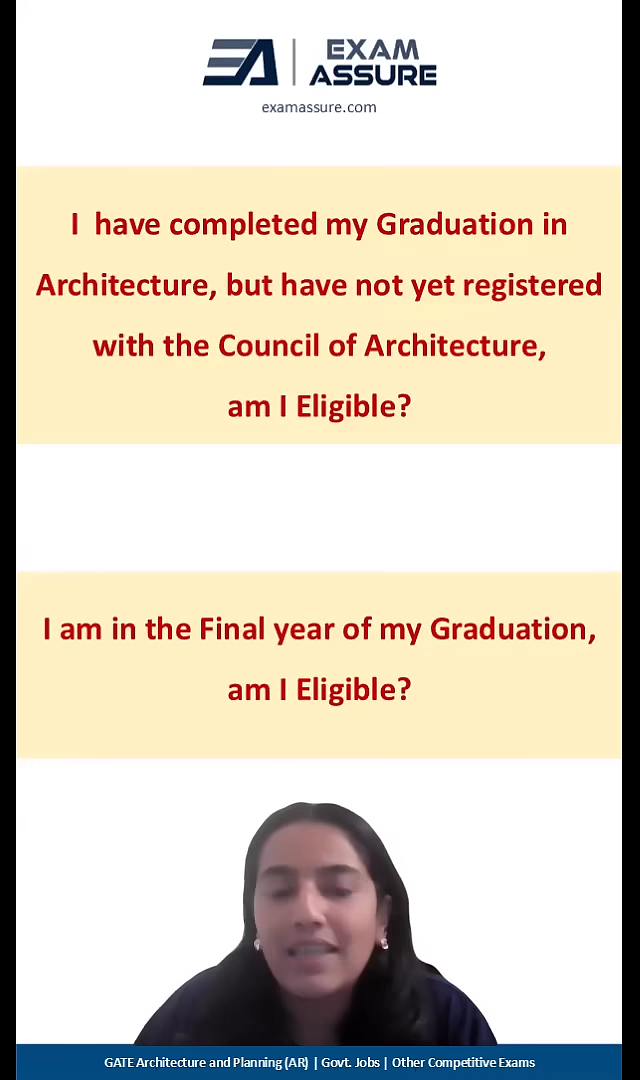 EXAM
ASSURE
examassure.com
I have completed my Graduation in
Architecture, but have not yet registered
with the Council of Architecture,
am I Eligible?
I am in the Final year of my Graduation,
am I Eligible?
GATE Architecture and Planning (AR) | Govt. Jobs | Other Competitive Exams